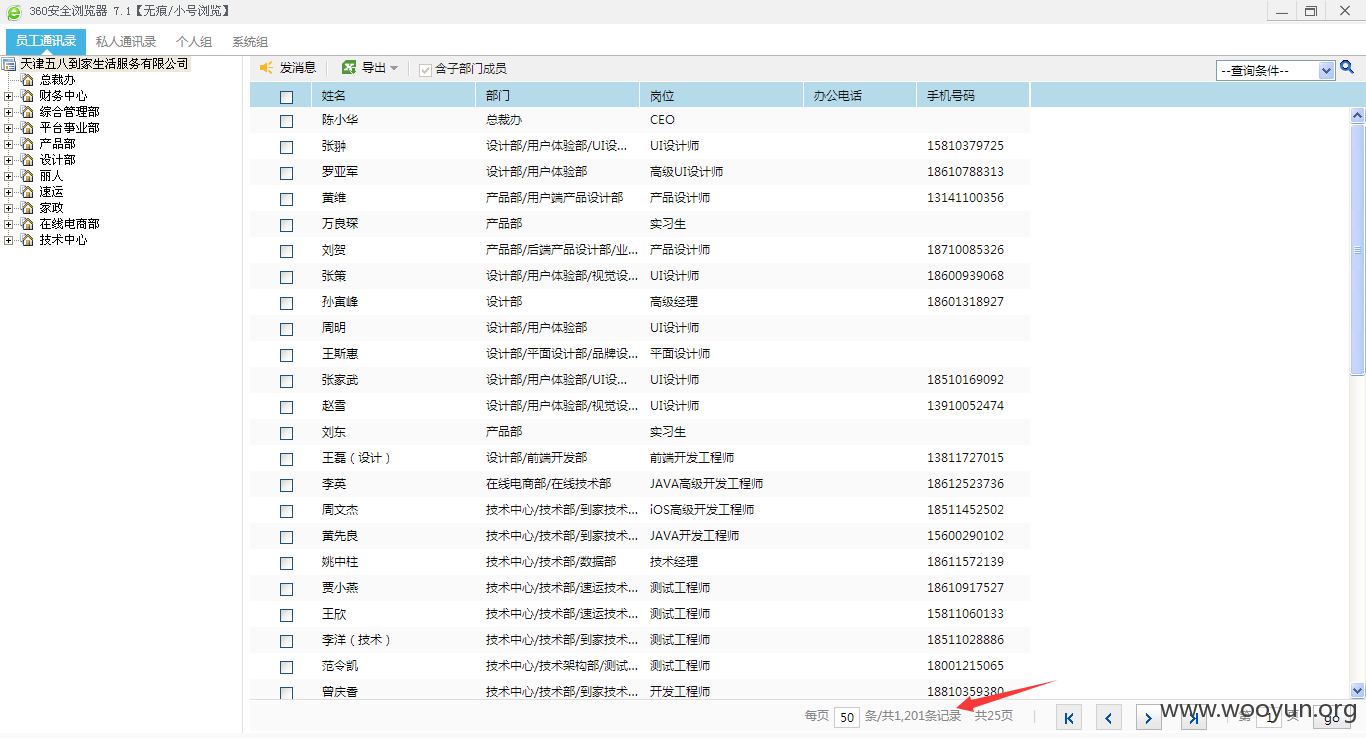 360安全浏览器 7.1【无痕/小号浏览】
员工通讯录 私人通讯录 个人组 系统组
天津五八到家生活服务有限公司
总裁办
财务中心
综合管理部
平台事业部
产品部
设计部
丽人
速运
家政
在线电商部
技术中心
发消息 导出 含子部门成员 --查询条件--
姓名 部门 岗位 办公电话 手机号码
陈小华 总裁办 CEO
张翀 设计部/用户体验部/UI设... UI设计师 15810379725
罗亚军 设计部/用户体验部 高级UI设计师 18610788313
黄维 产品部/用户端产品设计部 产品设计师 13141100356
万良琛 产品部 实习生
刘贺 产品部/后端产品设计部/业... 产品设计师 18710085326
张策 设计部/用户体验部/视觉设... UI设计师 18600939068
孙寅峰 设计部 高级经理 18601318927
周明 设计部/用户体验部 UI设计师
王斯惠 设计部/平面设计部/品牌设... 平面设计师
张家武 设计部/用户体验部/UI设... UI设计师 18510169092
赵雪 设计部/用户体验部/视觉设... UI设计师 13910052474
刘东 产品部 实习生
王磊（设计） 设计部/前端开发部 前端开发工程师 13811727015
李英 在线电商部/在线技术部 JAVA高级开发工程师 18612523736
周文杰 技术中心/技术部/到家技术... iOS高级开发工程师 18511452502
黄先良 技术中心/技术部/到家技术... JAVA开发工程师 15600290102
姚中柱 技术中心/技术部/数据部 技术经理 18611572139
贾小燕 技术中心/技术部/速运技术... 测试工程师 18610917527
王欣 技术中心/技术部/速运技术... 测试工程师 15811060133
李洋（技术） 技术中心/技术部/到家技术... 测试工程师 18511028886
范令凯 技术中心/技术架构部/测试... 测试工程师 18001215065
曾庆香 技术中心/技术部/到家技术... 开发工程师 18810359380
每页 50 条/共1,201条记录 共25页 第 1 页 go
www.wooyun.org